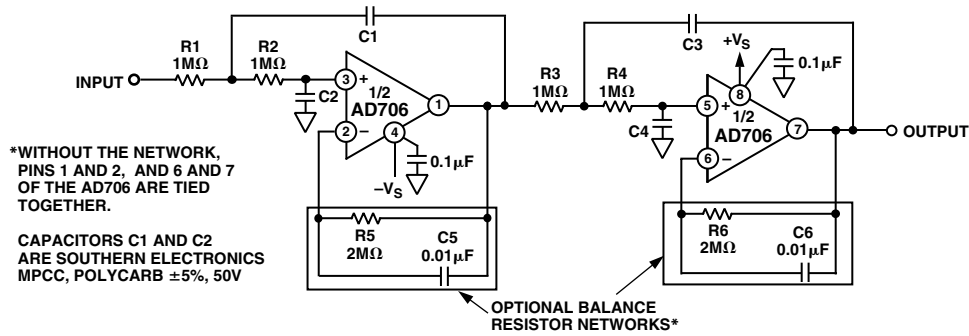 C1
C3
+VS
R1
1MΩ
R2
1MΩ
R3
1MΩ
R4
1MΩ
0.1µF
INPUT
3
+
C2
1/2
AD706
1
2
−
4
0.1µF
−VS
5
+
C4
8
1/2
AD706
7
6
−
OUTPUT
*WITHOUT THE NETWORK,
PINS 1 AND 2, AND 6 AND 7
OF THE AD706 ARE TIED
TOGETHER.
CAPACITORS C1 AND C2
ARE SOUTHERN ELECTRONICS
MPCC, POLYCARB ±5%, 50V
R5
2MΩ
C5
0.01µF
R6
2MΩ
C6
0.01µF
OPTIONAL BALANCE
RESISTOR NETWORKS*